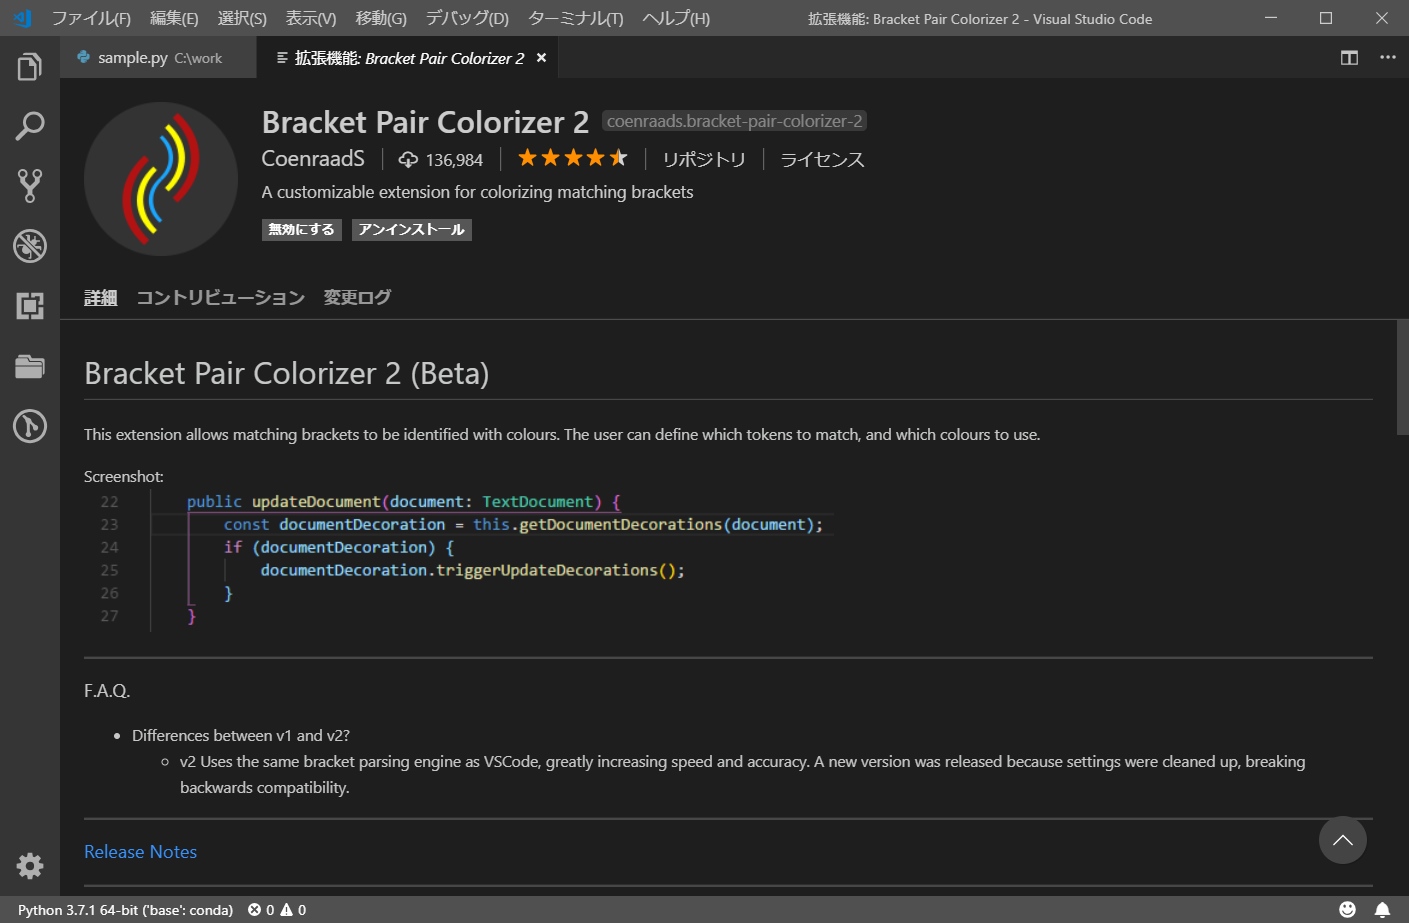 ファイル(F) 編集(E) 選択(S) 表示(V) 移動(G) デバッグ(D) ターミナル(T) ヘルプ(H) 拡張機能: Bracket Pair Colorizer 2 - Visual Studio Code
sample.py C:\work 拡張機能: Bracket Pair Colorizer 2
Bracket Pair Colorizer 2 coenraads.bracket-pair-colorizer-2
CoenraadS 136,984 リポジトリ ライセンス
A customizable extension for colorizing matching brackets
無効にする アンインストール
詳細 コントリビューション 変更ログ
Bracket Pair Colorizer 2 (Beta)
This extension allows matching brackets to be identified with colours. The user can define which tokens to match, and which colours to use.
Screenshot:
22 public updateDocument(document: TextDocument) {
23 const documentDecoration = this.getDocumentDecorations(document);
24 if (documentDecoration) {
25 documentDecoration.triggerUpdateDecorations();
26 }
27 }
F.A.Q.
• Differences between v1 and v2?
◦ v2 Uses the same bracket parsing engine as VSCode, greatly increasing speed and accuracy. A new version was released because settings were cleaned up, breaking
backwards compatibility.
Release Notes
Python 3.7.1 64-bit ('base': conda) 0 0